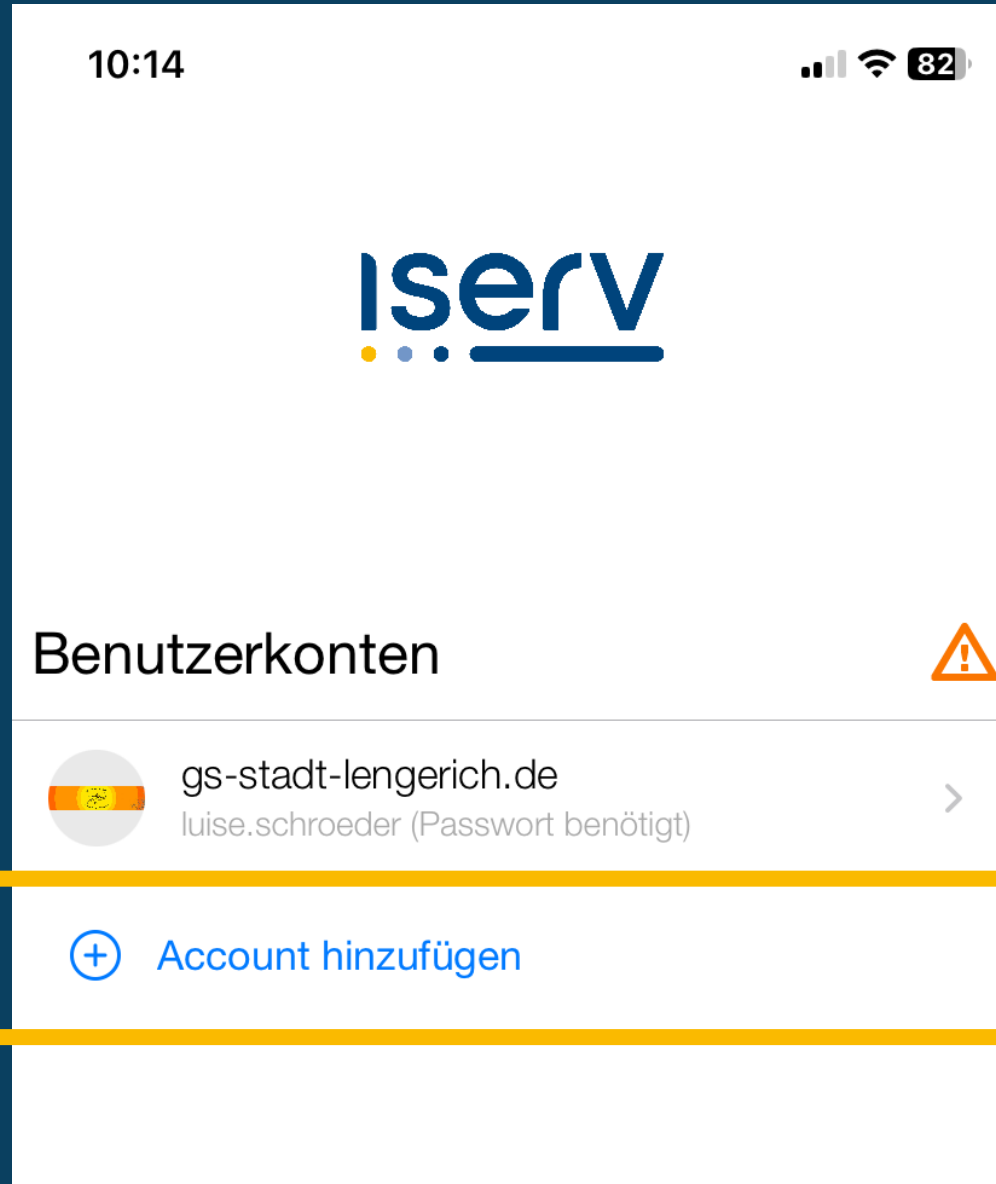 10:14
82
Iserv
Benutzerkonten
gs-stadt-lengerich.de
luise.schroeder (Passwort benötigt)
Account hinzufügen